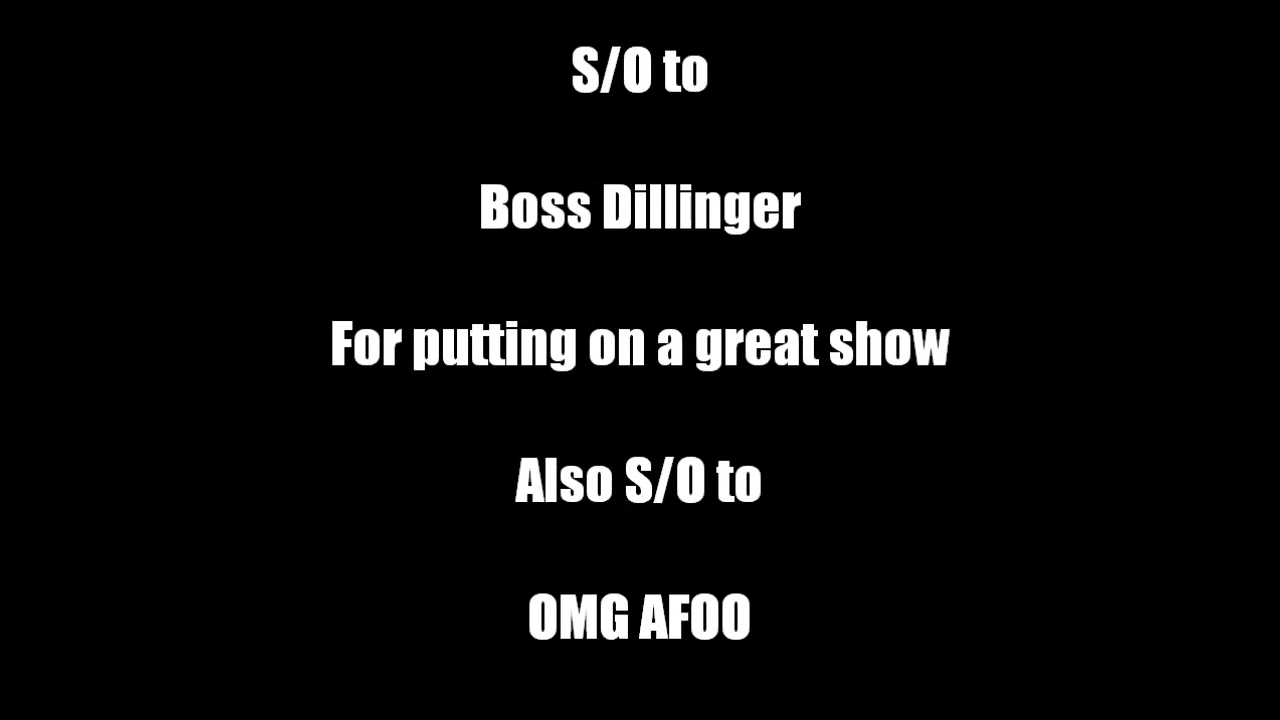 S/O to
Boss Dillinger
For putting on a great show
Also S/O to
OMG AFOO